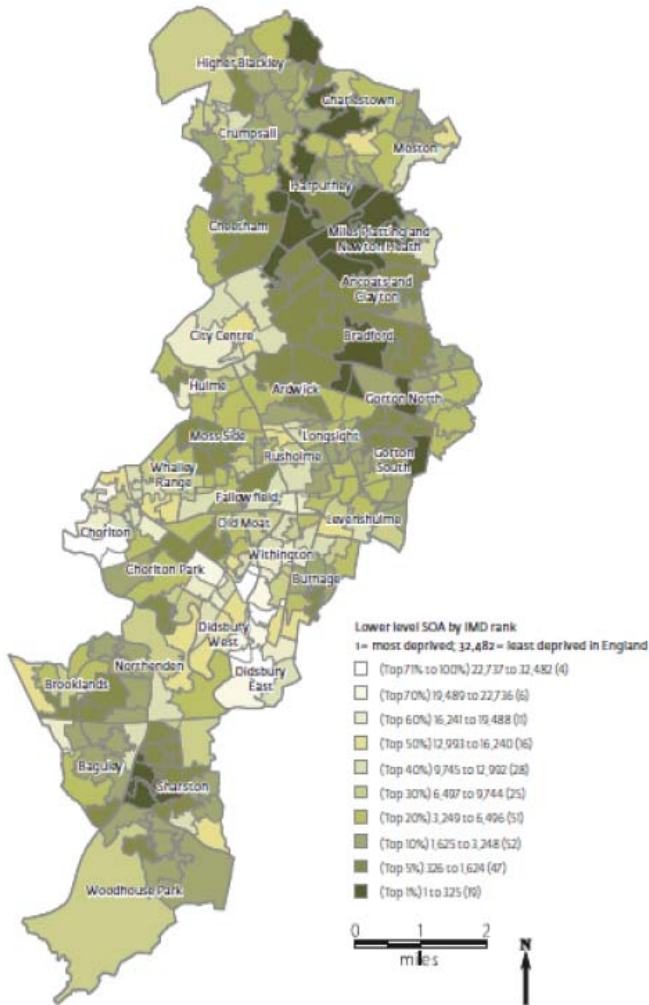 Higher Blackley
Charlestown
Crumpsall
Moston
Harpurhey
Cheetham
Miles Platting and
Newton Heath
Ancoats and
Clayton
City Centre
Bradford
Hulme
Ardwick
Gorton North
Moss Side
Longsight
Rusholme
Gorton
South
Whalley
Range
Fallowfield
Old Moat
Levenshulme
Chorlton
Withington
Chorlton Park
Burnage
Didsbury
West
Northenden
Didsbury
East
Brooklands
Baguley
Sharston
Woodhouse Park
Lower level SOA by IMD rank
1= most deprived; 32,482= least deprived in England
(Top 71% to 100%) 22,737 to 32,482 (4)
(Top 70%) 19,489 to 22,736 (6)
(Top 60%) 16,241 to 19,488 (11)
(Top 50%) 12,993 to 16,240 (16)
(Top 40%) 9,745 to 12,992 (28)
(Top 30%) 6,497 to 9,744 (25)
(Top 20%) 3,249 to 6,496 (51)
(Top 10%) 1,625 to 3,248 (52)
(Top 5%) 326 to 1,624 (47)
(Top 1%) 1 to 325 (19)
0 1 2
miles
N